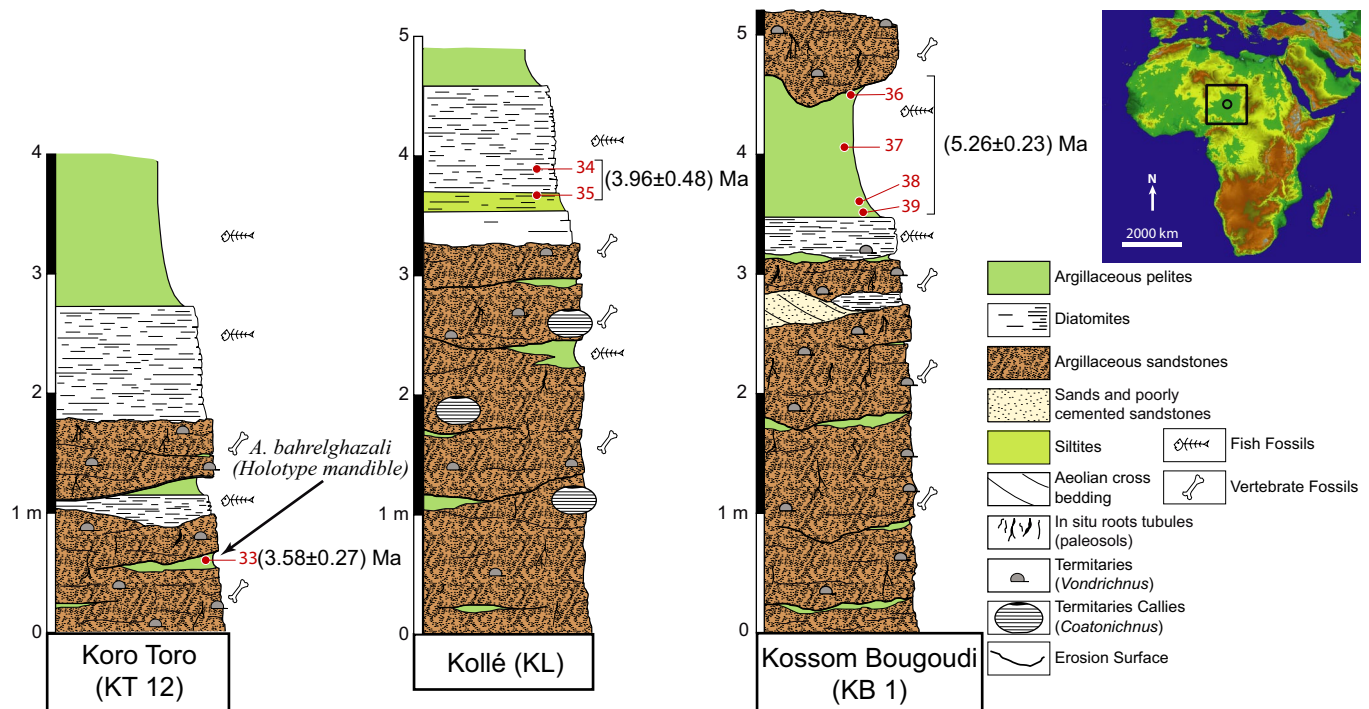 4
3
2
1 m
0
A. bahrelghazali
(Holotype mandible)
33 (3.58±0.27) Ma
Koro Toro
(KT 12)
5
4
3
2
1 m
0
34
35
(3.96±0.48) Ma
Kollé (KL)
5
4
3
2
1 m
0
36
37
38
39
(5.26±0.23) Ma
Kossom Bougoudi
(KB 1)
N
2000 km
Argillaceous pelites
Diatomites
Argillaceous sandstones
Sands and poorly
cemented sandstones
Siltites
Aeolian cross
bedding
In situ roots tubules
(paleosols)
Termitaries
(Vondrichnus)
Termitaries Callies
(Coatonichnus)
Erosion Surface
Fish Fossils
Vertebrate Fossils